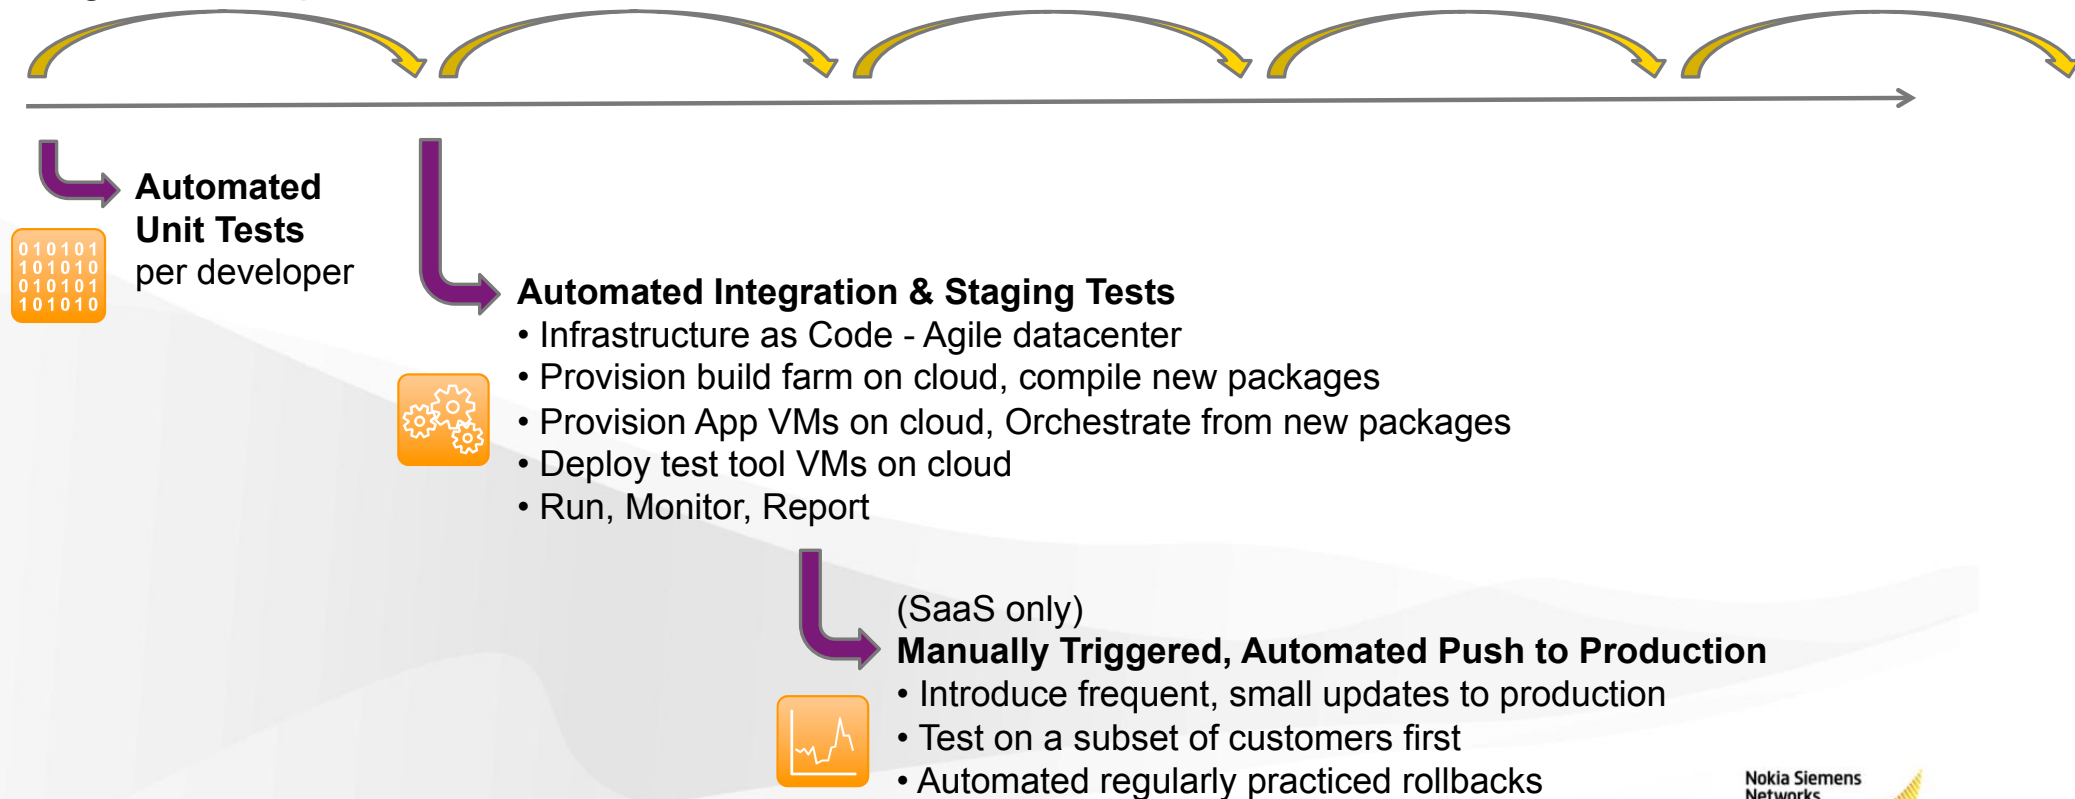 010101
101010
010101
101010
Automated
Unit Tests
per developer
Automated Integration & Staging Tests
• Infrastructure as Code - Agile datacenter
• Provision build farm on cloud, compile new packages
• Provision App VMs on cloud, Orchestrate from new packages
• Deploy test tool VMs on cloud
• Run, Monitor, Report
(SaaS only)
Manually Triggered, Automated Push to Production
• Introduce frequent, small updates to production
• Test on a subset of customers first
• Automated regularly practiced rollbacks
Nokia Siemens
Networks